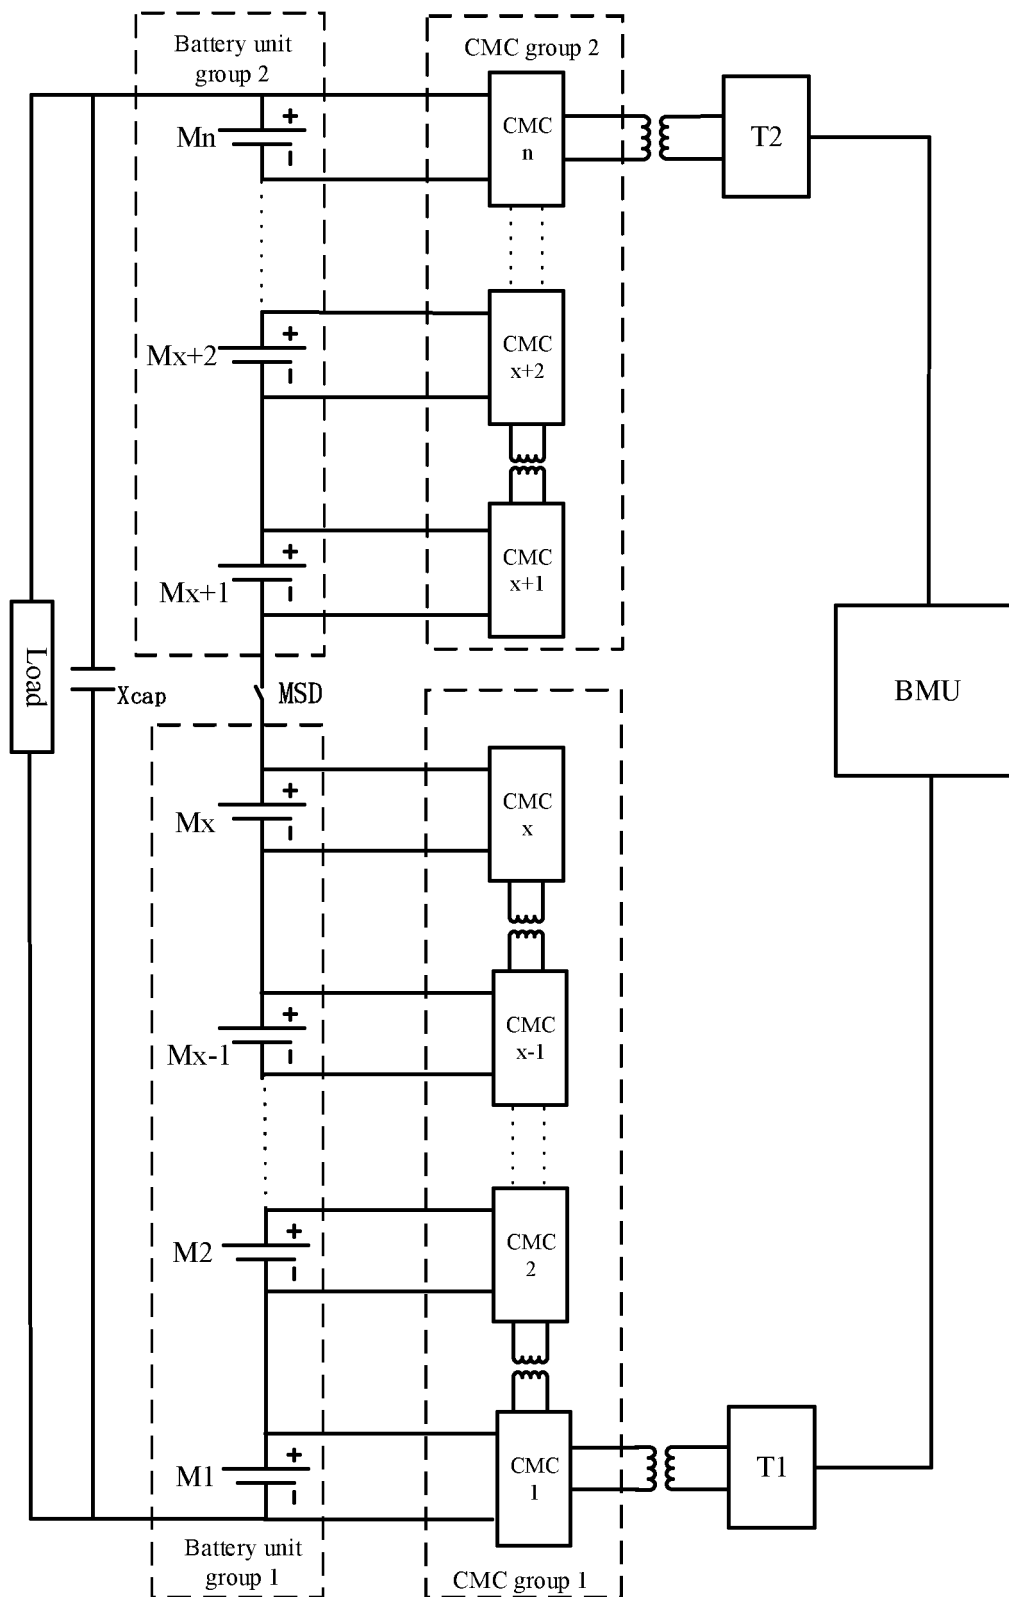 Battery unit
group 2
CMC group 2
Mn
+
CMC
n
T2
Mx+2
+
CMC
x+2
Mx+1
+
CMC
x+1
Load
Xcap
MSD
BMU
Mx
+
CMC
x
Mx-1
+
CMC
x-1
M2
+
CMC
2
M1
+
CMC
1
T1
Battery unit
group 1
CMC group 1